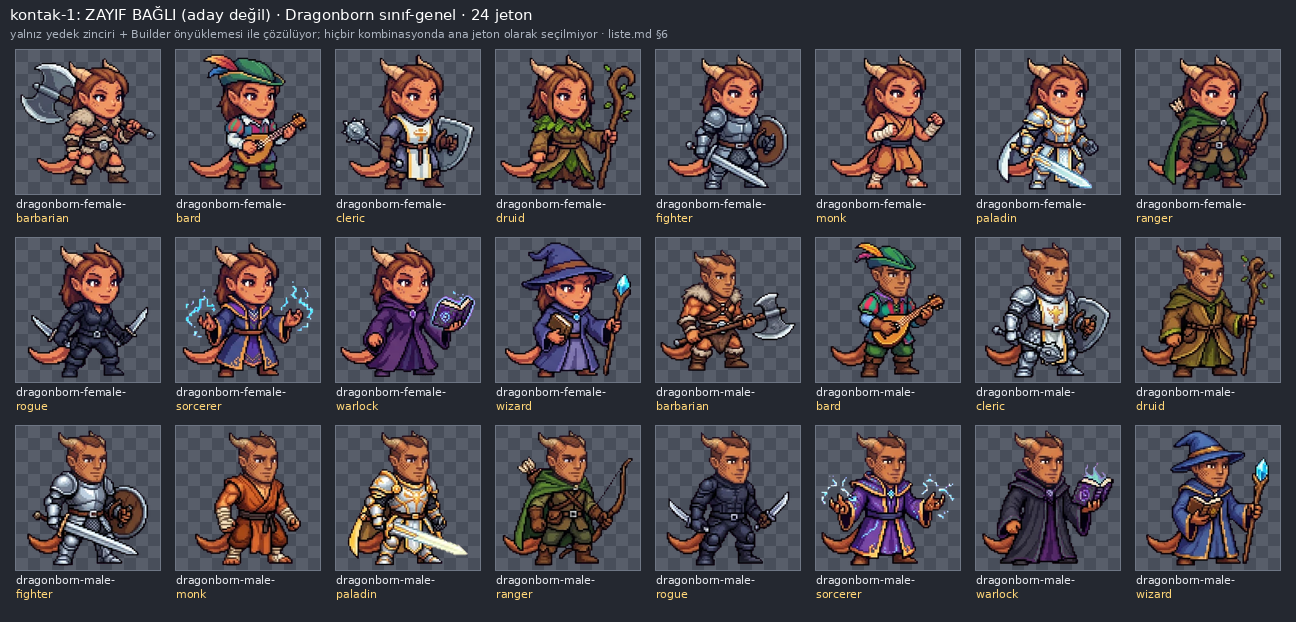 kontak-1: ZAYIF BAĞLI (aday değil) · Dragonborn sınıf-genel · 24 jeton
yalnız yedek zinciri + Builder önyüklemesi ile çözülüyor; hiçbir kombinasyonda ana jeton olarak seçilmiyor · liste.md §6
dragonborn-female-
barbarian
dragonborn-female-
bard
dragonborn-female-
cleric
dragonborn-female-
druid
dragonborn-female-
fighter
dragonborn-female-
monk
dragonborn-female-
paladin
dragonborn-female-
ranger
dragonborn-female-
rogue
dragonborn-female-
sorcerer
dragonborn-female-
warlock
dragonborn-female-
wizard
dragonborn-male-
barbarian
dragonborn-male-
bard
dragonborn-male-
cleric
dragonborn-male-
druid
dragonborn-male-
fighter
dragonborn-male-
monk
dragonborn-male-
paladin
dragonborn-male-
ranger
dragonborn-male-
rogue
dragonborn-male-
sorcerer
dragonborn-male-
warlock
dragonborn-male-
wizard